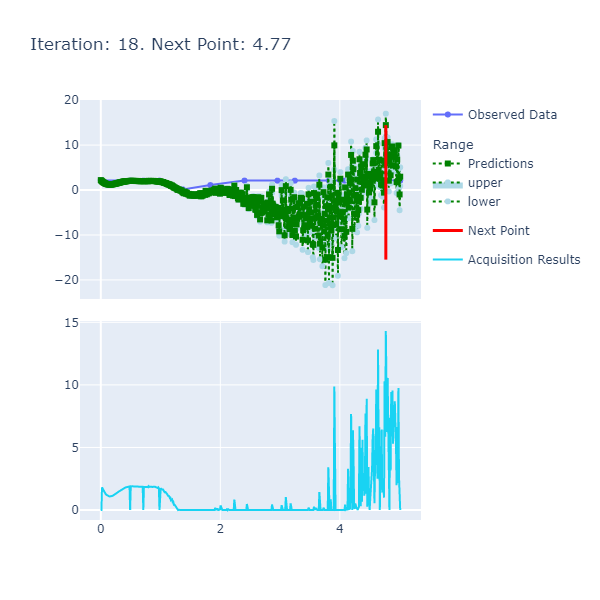 Iteration: 18. Next Point: 4.77
20
10
0
−10
−20
Observed Data
Range
Predictions
upper
lower
Next Point
Acquisition Results
15
10
5
0
0
2
4